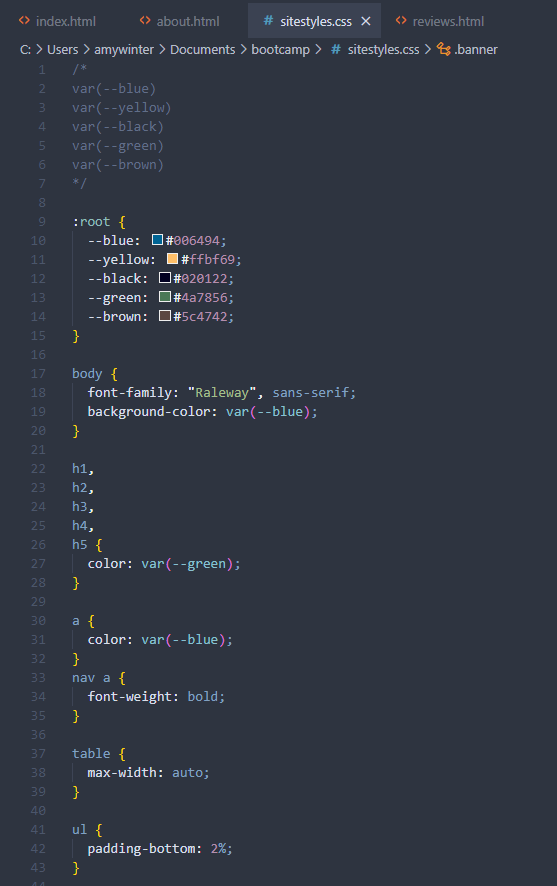 index.html about.html # sitestyles.css × reviews.html
C: > Users > amywinter > Documents > bootcamp > # sitestyles.css > .banner
1 /*
2 var(--blue)
3 var(--yellow)
4 var(--black)
5 var(--green)
6 var(--brown)
7 */
8
9 :root {
10 --blue: #006494;
11 --yellow: #ffbf69;
12 --black: #020122;
13 --green: #4a7856;
14 --brown: #5c4742;
15 }
16
17 body {
18 font-family: "Raleway", sans-serif;
19 background-color: var(--blue);
20 }
21
22 h1,
23 h2,
24 h3,
25 h4,
26 h5 {
27 color: var(--green);
28 }
29
30 a {
31 color: var(--blue);
32 }
33 nav a {
34 font-weight: bold;
35 }
36
37 table {
38 max-width: auto;
39 }
40
41 ul {
42 padding-bottom: 2%;
43 }